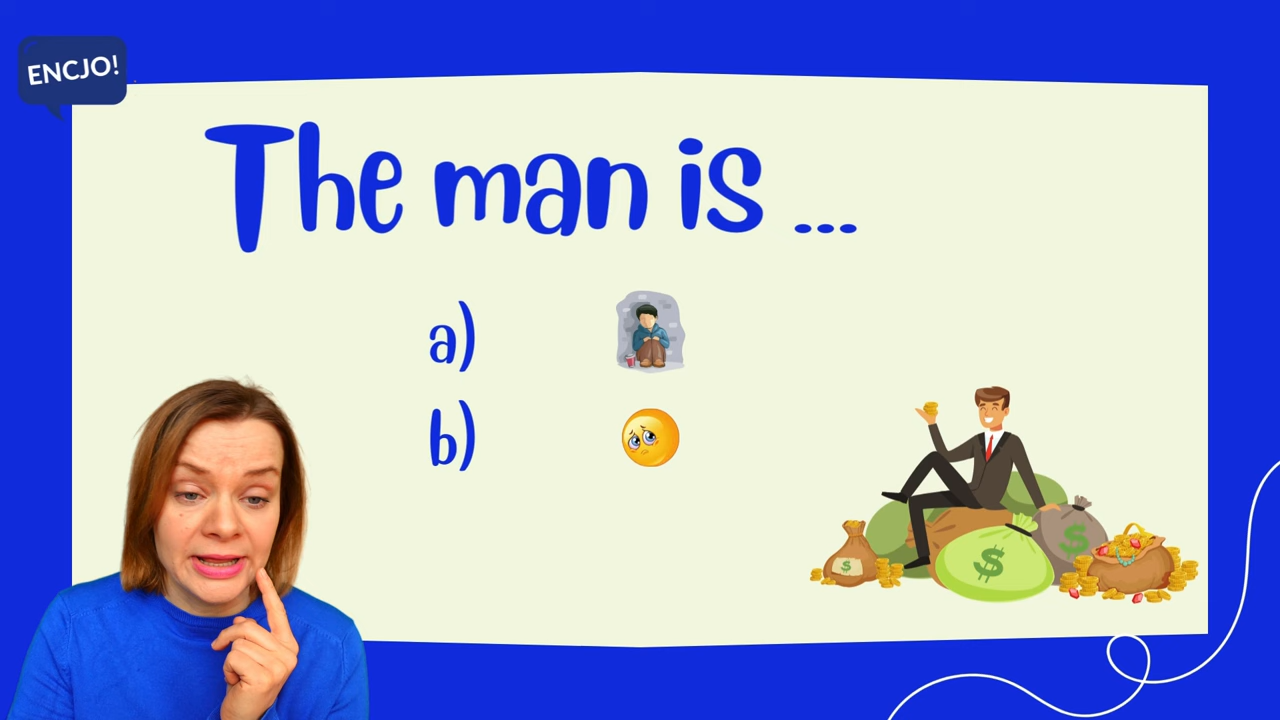 ENCJO!
The man is ...
a)
b)
$
$
$